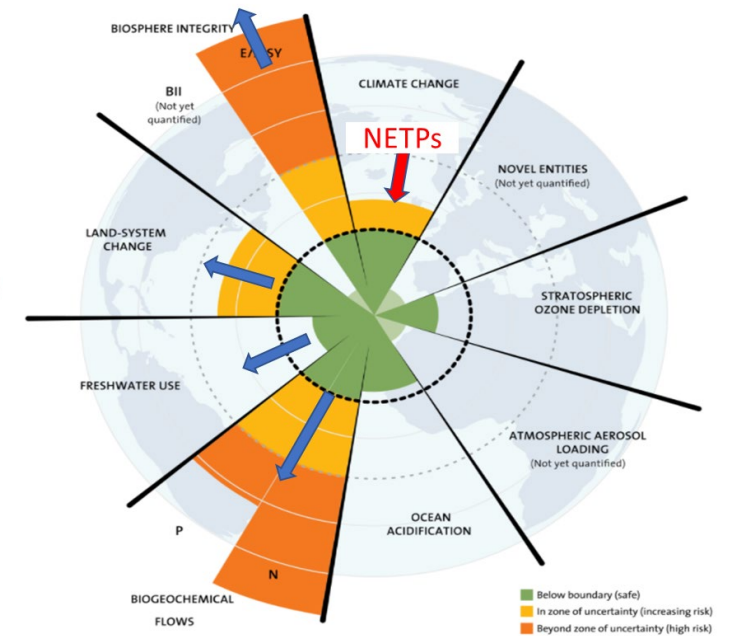 BIOSPHERE INTEGRITY
E/ SY
BII
(Not yet
quantified)
CLIMATE CHANGE
NETPs
NOVEL ENTITIES
(Not yet quantified)
LAND-SYSTEM
CHANGE
STRATOSPHERIC
OZONE DEPLETION
FRESHWATER USE
ATMOSPHERIC AEROSOL
LOADING
(Not yet quantified)
OCEAN
ACIDIFICATION
P
N
BIOGEOCHEMICAL
FLOWS
Below boundary (safe)
In zone of uncertainty (increasing risk)
Beyond zone of uncertainty (high risk)